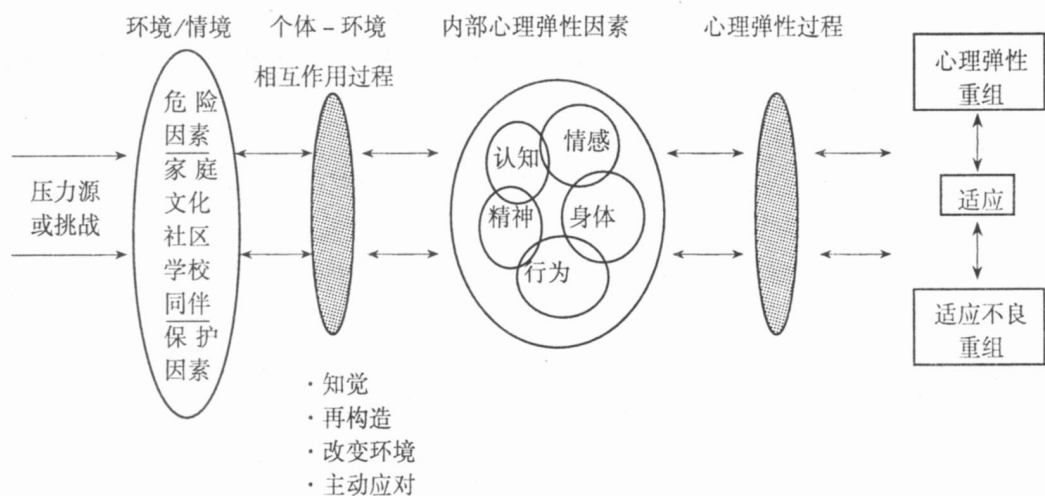 环境/情境
个体－环境
相互作用过程
内部心理弹性因素
心理弹性过程
压力源
或挑战
危 险
因素
家 庭
文化
社区
学校
同伴
保 护
因素
·知觉
·再构造
·改变环境
·主动应对
认知
情感
精神
身体
行为
心理弹性
重组
适应
适应不良
重组